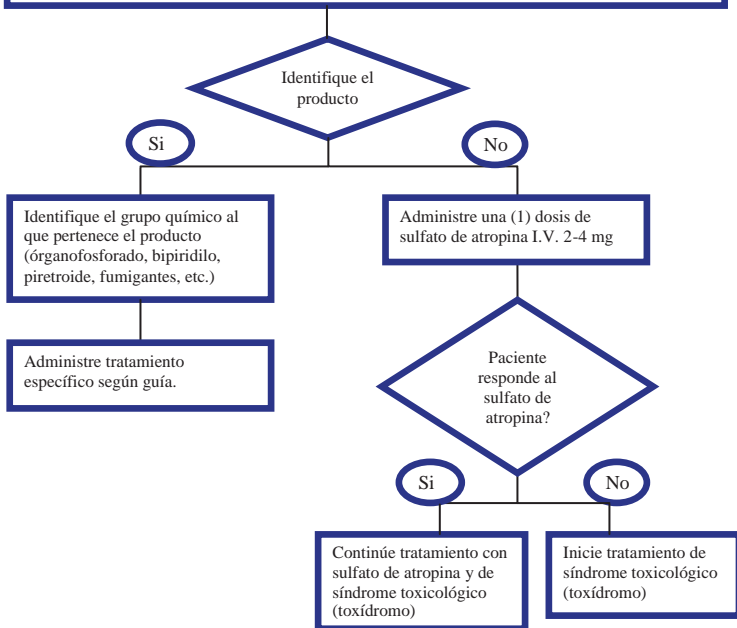 Identifique el
producto
Si
No
Identifique el grupo químico al
que pertenece el producto
(órganofosforado, bipiridilo,
piretroide, fumigantes, etc.)
Administre una (1) dosis de
sulfato de atropina I.V. 2-4 mg
Administre tratamiento
específico según guía.
Paciente
responde al
sulfato de
atropina?
Si
No
Continúe tratamiento con
sulfato de atropina y de
síndrome toxicológico
(toxídromo)
Inicie tratamiento de
síndrome toxicológico
(toxídromo)